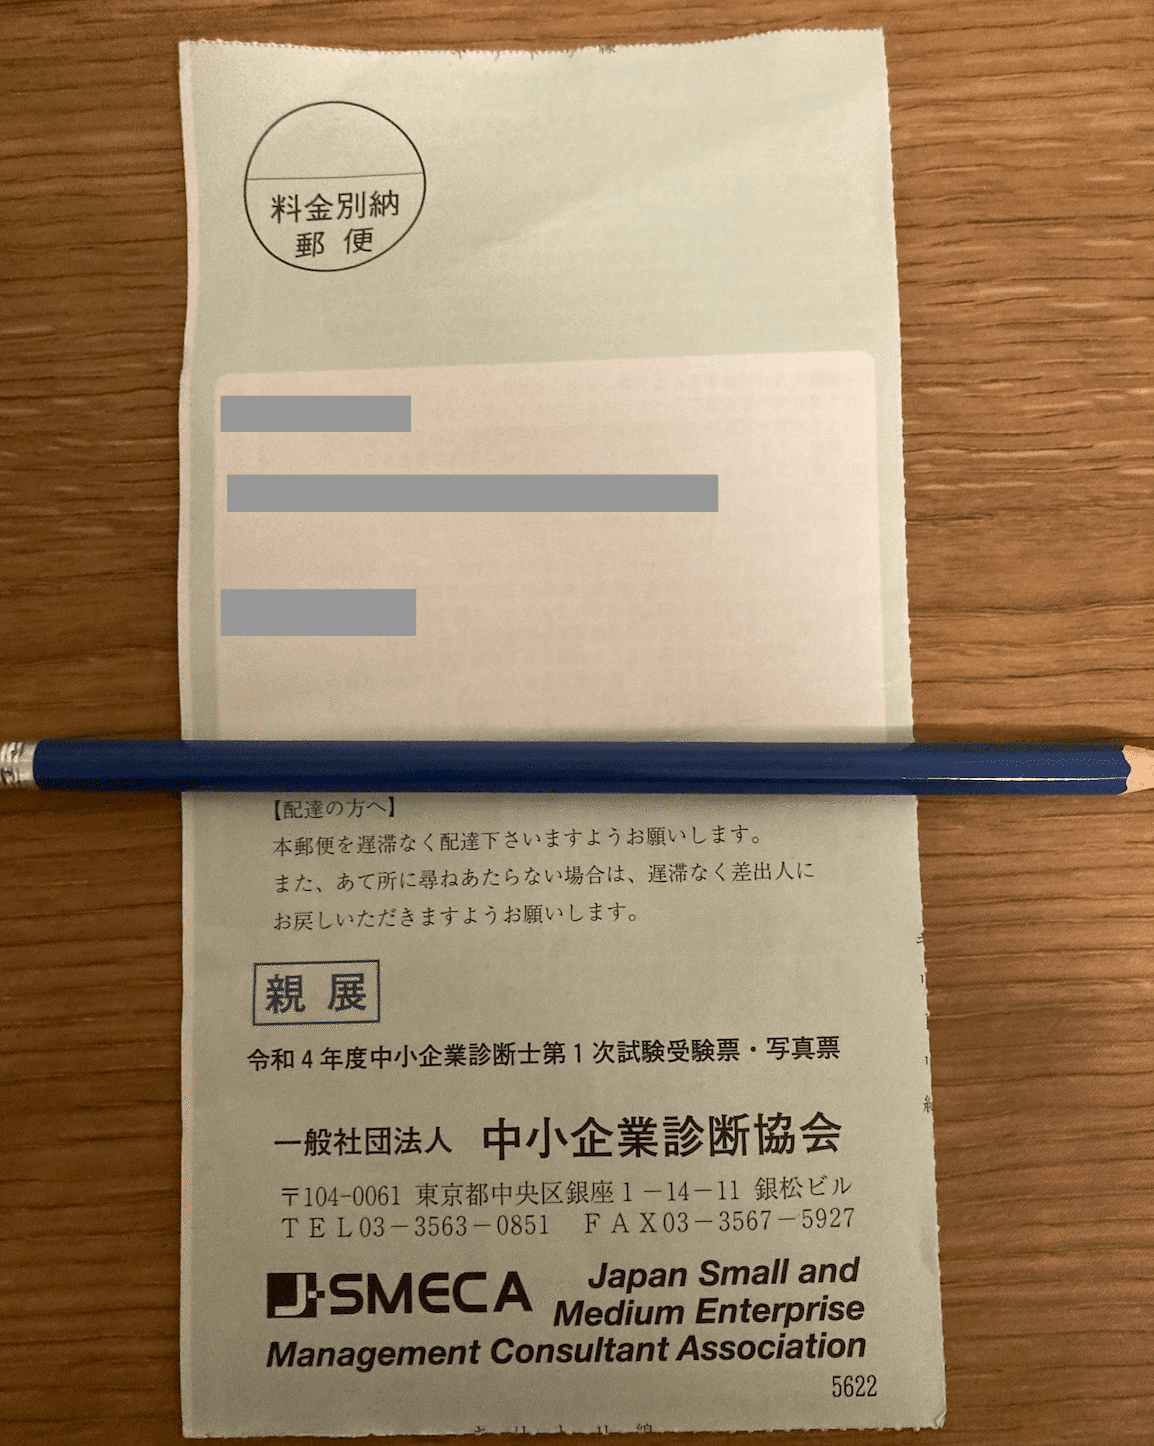 料金別納
郵便
【配達の方へ】
本郵便を遅滞なく配達下さいますようお願いします。
また、あて所に尋ねあたらない場合は、遅滞なく差出人に
お戻しいただきますようお願いします。
親展
令和4年度中小企業診断士第1次試験受験票・写真票
一般社団法人 中小企業診断協会
〒104-0061 東京都中央区銀座1-14-11 銀松ビル
TEL03-3563-0851 FAX03-3567-5927
J-SMECA
Japan Small and
Medium Enterprise
Management Consultant Association
5622